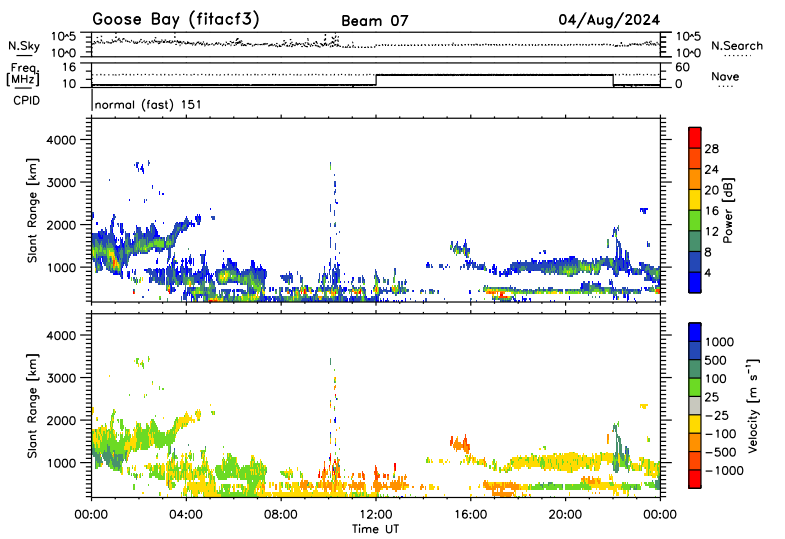 Goose Bay (fitacf3) Beam 07 04/Aug/2024
N.Sky 10^5 10^0 10^5 10^0 N.Search
Freq. [MHz] 16 10 60 0 Nave
CPID normal (fast) 151
Slant Range [km] 4000 3000 2000 1000
28 24 20 16 12 8 4 Power [dB]
Slant Range [km] 4000 3000 2000 1000
1000 500 100 25 −25 −100 −500 −1000 Velocity [m s⁻¹]
00:00 04:00 08:00 12:00 16:00 20:00 00:00
Time UT